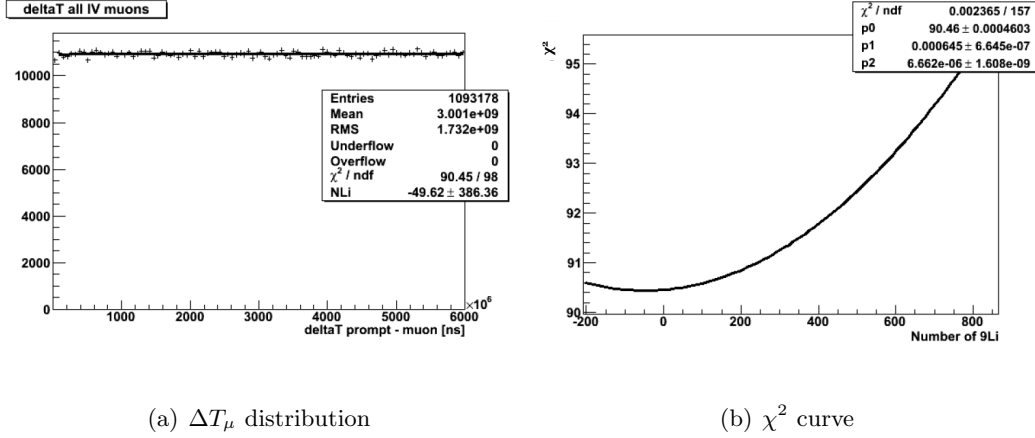 deltaT all IV muons
10000
8000
6000
4000
2000
0
1000 2000 3000 4000 5000 6000
×10⁶
deltaT prompt - muon [ns]
Entries 1093178
Mean 3.001e+09
RMS 1.732e+09
Underflow 0
Overflow 0
χ² / ndf 90.45 / 98
NLi -49.62 ± 386.36
(a) ΔTμ distribution
χ² / ndf 0.002365 / 157
p0 90.46 ± 0.0004603
p1 0.000645 ± 6.645e-07
p2 6.662e-06 ± 1.608e-09
χ²
95
94
93
92
91
90
-200 0 200 400 600 800
Number of 9Li
(b) χ² curve